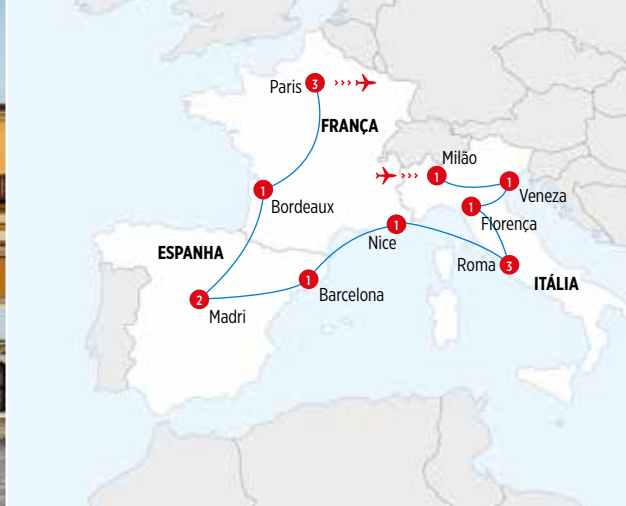 Paris 3
FRANÇA
Milão
1
1
Veneza
1
Bordeaux
1
Florença
1
Nice
ESPANHA
Roma 3
ITÁLIA
1
Barcelona
2
Madri